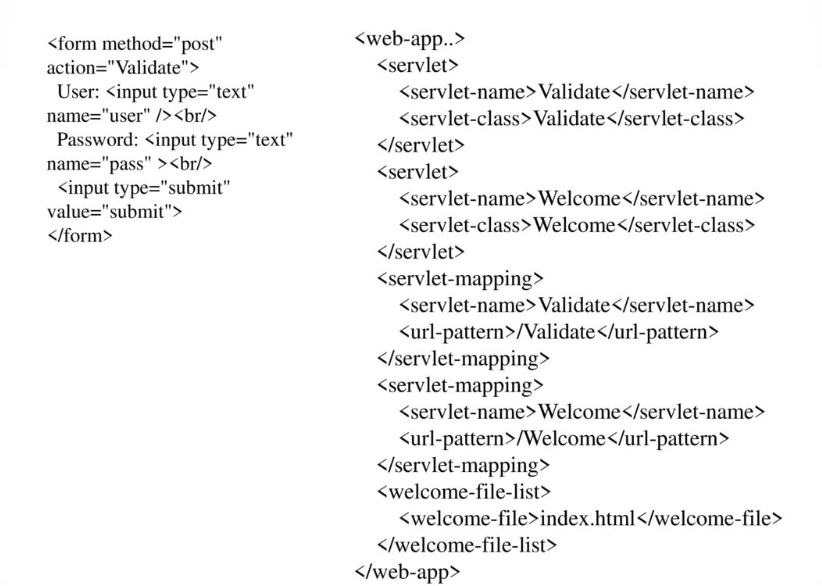 <form method="post"
action="Validate">
User: <input type="text"
name="user" /><br/>
Password: <input type="text"
name="pass" ><br/>
<input type="submit"
value="submit">
</form>
<web-app..>
<servlet>
<servlet-name>Validate</servlet-name>
<servlet-class>Validate</servlet-class>
</servlet>
<servlet>
<servlet-name>Welcome</servlet-name>
<servlet-class>Welcome</servlet-class>
</servlet>
<servlet-mapping>
<servlet-name>Validate</servlet-name>
<url-pattern>/Validate</url-pattern>
</servlet-mapping>
<servlet-mapping>
<servlet-name>Welcome</servlet-name>
<url-pattern>/Welcome</url-pattern>
</servlet-mapping>
<welcome-file-list>
<welcome-file>index.html</welcome-file>
</welcome-file-list>
</web-app>